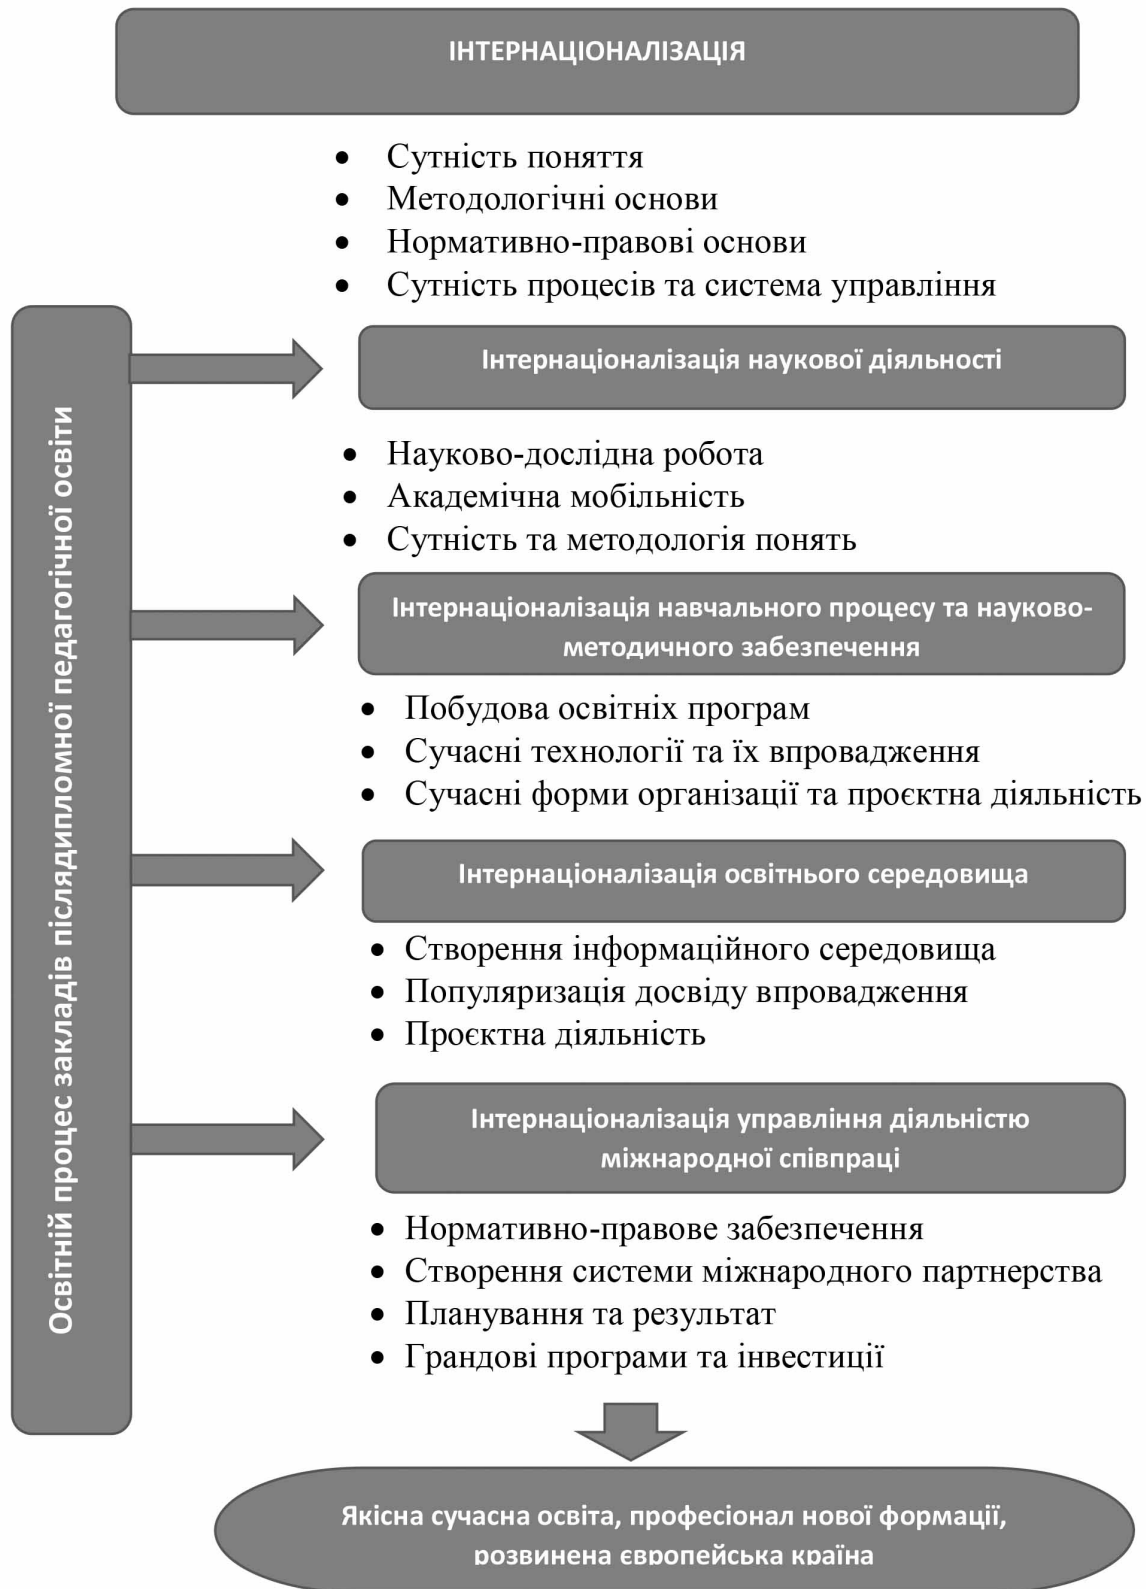 ІНТЕРНАЦІОНАЛІЗАЦІЯ
• Сутність поняття
• Методологічні основи
• Нормативно-правові основи
• Сутність процесів та система управління
Освітній процес закладів післядипломної педагогічної освіти
Інтернаціоналізація наукової діяльності
• Науково-дослідна робота
• Академічна мобільність
• Сутність та методологія понять
Інтернаціоналізація навчального процесу та науково-
методичного забезпечення
• Побудова освітніх програм
• Сучасні технології та їх впровадження
• Сучасні форми організації та проєктна діяльність
Інтернаціоналізація освітнього середовища
• Створення інформаційного середовища
• Популяризація досвіду впровадження
• Проєктна діяльність
Інтернаціоналізація управління діяльністю
міжнародної співпраці
• Нормативно-правове забезпечення
• Створення системи міжнародного партнерства
• Планування та результат
• Грандові програми та інвестиції
Якісна сучасна освіта, професіонал нової формації,
розвинена європейська країна